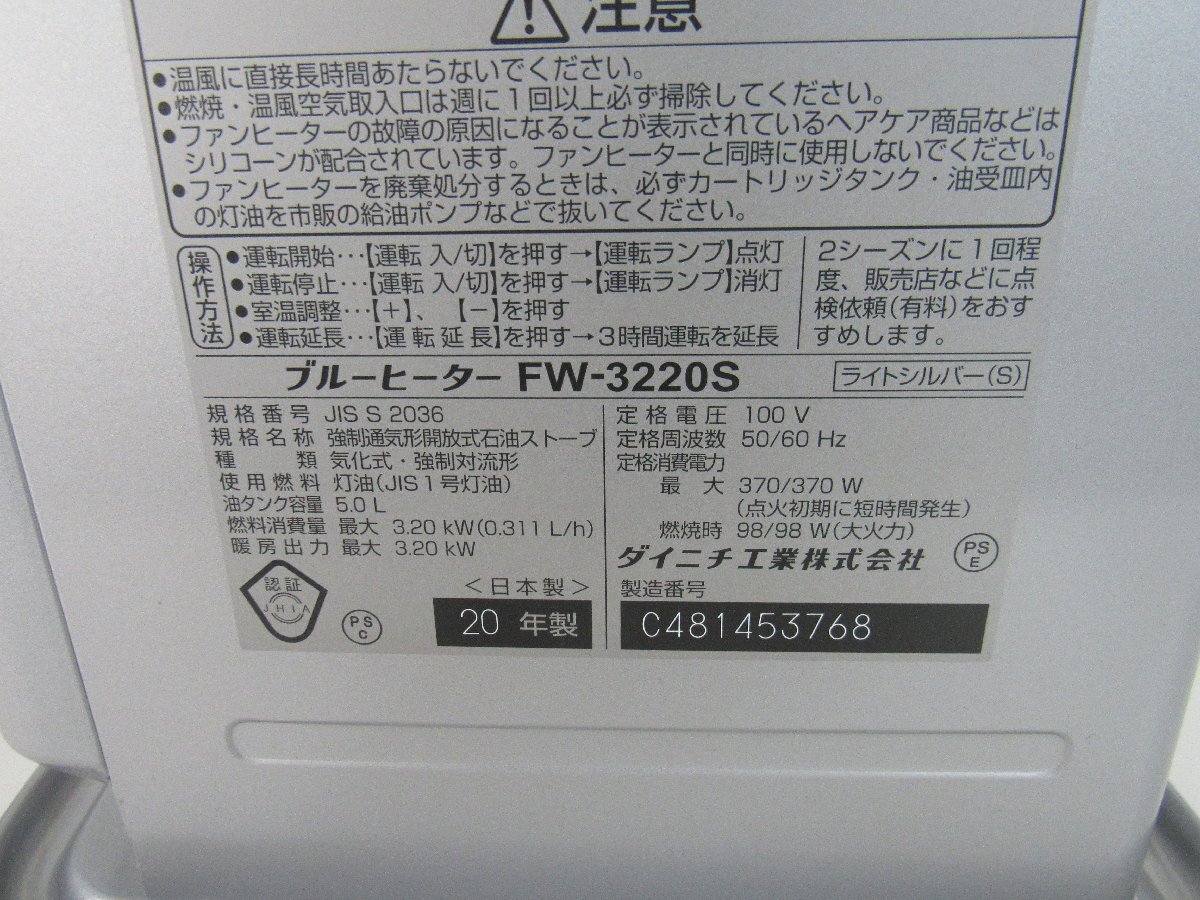 注意
●温風に直接長時間あたらないでください。
●燃焼・温風空気取入口は週に1回以上必ず掃除してください。
●ファンヒーターの故障の原因になることが表示されているヘアケア商品などは
シリコーンが配合されています。ファンヒーターと同時に使用しないでください。
●ファンヒーターを廃棄処分するときは、必ずカートリッジタンク・油受皿内
の灯油を市販の給油ポンプなどで抜いてください。
操作方法
●運転開始…【運転 入/切】を押す→【運転ランプ】点灯
●運転停止…【運転 入/切】を押す→【運転ランプ】消灯
●室温調整…【+】、【-】を押す
●運転延長…【運転延長】を押す→3時間運転を延長
2シーズンに1回程
度、販売店などに点
検依頼(有料)をおす
すめします。
ブルーヒーター FW-3220S
ライトシルバー(S)
規格番号 JIS S 2036
規格名称 強制通気形開放式石油ストーブ
種類 気化式・強制対流形
使用燃料 灯油(JIS1号灯油)
油タンク容量 5.0 L
燃料消費量 最大 3.20 kW(0.311 L/h)
暖房出力 最大 3.20 kW
認証
JHIA
PS
C
<日本製>
20 年製
定格電圧 100 V
定格周波数 50/60 Hz
定格消費電力
最大 370/370 W
(点火初期に短時間発生)
燃焼時 98/98 W(大火力)
ダイニチ工業株式会社
PS
E
製造番号
C481453768